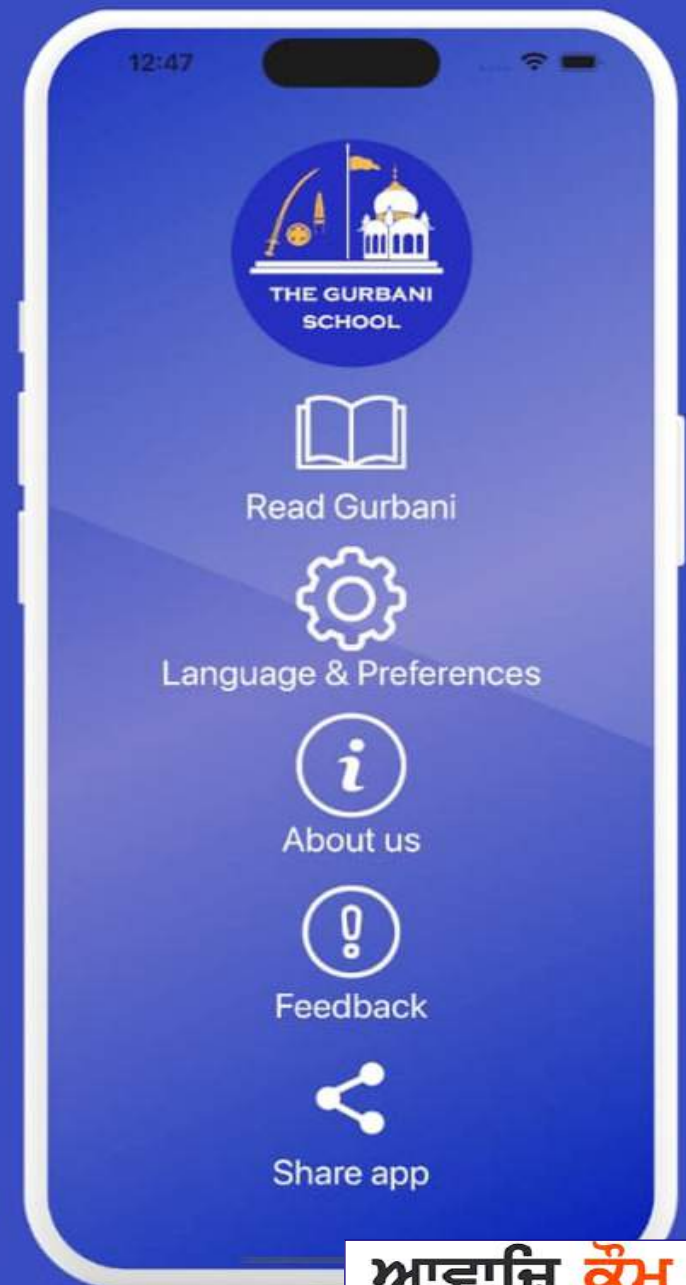 12:47
THE GURBANI
SCHOOL
Read Gurbani
Language & Preferences
About us
Feedback
Share app
ਆਵਾਜ਼ਿ ਕੌਮ